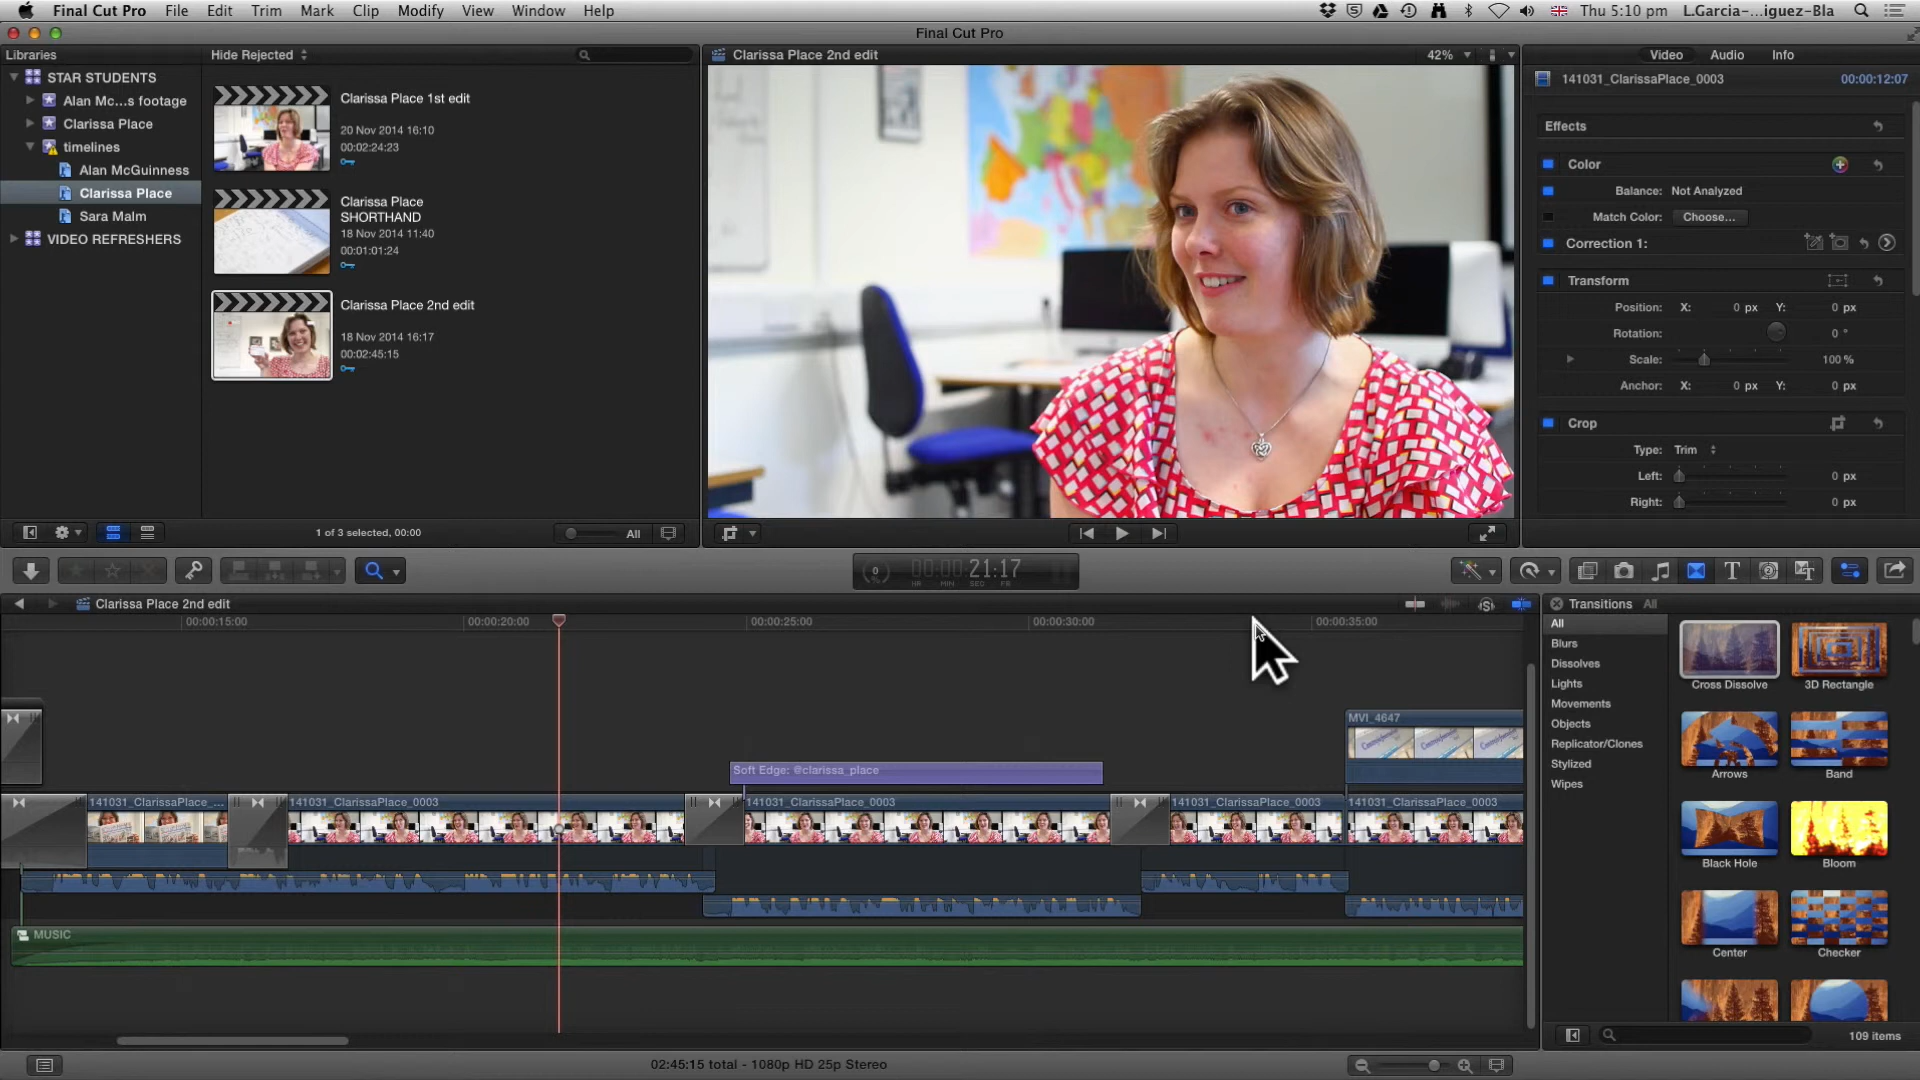 Final Cut Pro File Edit Trim Mark Clip Modify View Window Help Thu 5:10 pm L.Garcia-...iguez-Bla
Final Cut Pro
Libraries
STAR STUDENTS
Alan Mc...s footage
Clarissa Place
timelines
Alan McGuinness
Clarissa Place
Sara Malm
VIDEO REFRESHERS
Hide Rejected
Clarissa Place 1st edit
20 Nov 2014 16:10
00:02:24:23
Clarissa Place
SHORTHAND
18 Nov 2014 11:40
00:01:01:24
Clarissa Place 2nd edit
18 Nov 2014 16:17
00:02:45:15
1 of 3 selected, 00:00
All
Clarissa Place 2nd edit
42%
Video Audio Info
141031_ClarissaPlace_0003 00:00:12:07
Effects
Color
Balance: Not Analyzed
Match Color: Choose...
Correction 1:
Transform
Position: X: 0 px Y: 0 px
Rotation: 0 °
Scale: 100 %
Anchor: X: 0 px Y: 0 px
Crop
Type: Trim
Left: 0 px
Right: 0 px
00:00:21:17
HR MIN SEC FR
Clarissa Place 2nd edit
00:00:15:00 00:00:20:00 00:00:25:00 00:00:30:00 00:00:35:00
MVI_4647
Soft Edge: @clarissa_place
141031_ClarissaPlace_... 141031_ClarissaPlace_0003 141031_ClarissaPlace_0003 141031_ClarissaPlace_0003 141031_ClarissaPlace_0003
MUSIC
Transitions All
All
Blurs
Dissolves
Lights
Movements
Objects
Replicator/Clones
Stylized
Wipes
Cross Dissolve 3D Rectangle
Arrows Band
Black Hole Bloom
Center Checker
109 items
02:45:15 total - 1080p HD 25p Stereo